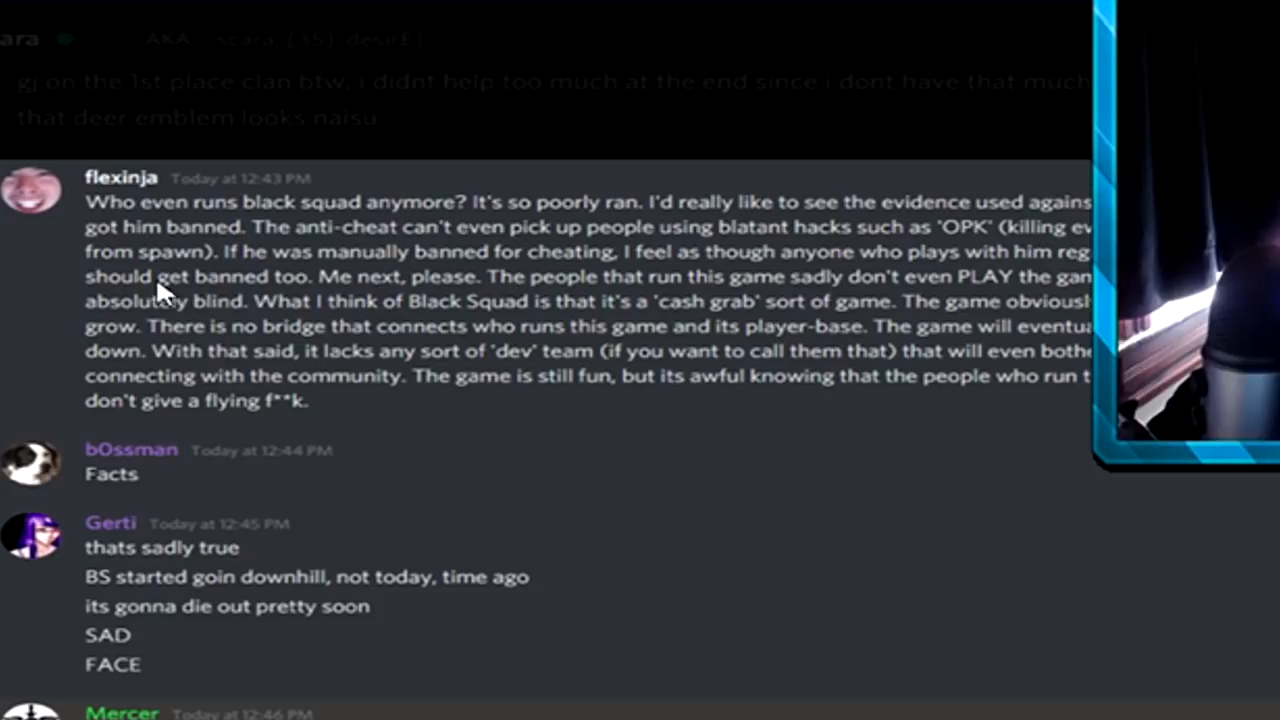 ara AKA scara [15] desirE]
gj on the 1st place clan btw, i didnt help too much at the end since i dont have that much
that deer emblem looks naisu
flexinja Today at 12:43 PM
Who even runs black squad anymore? It's so poorly ran. I'd really like to see the evidence used agains
got him banned. The anti-cheat can't even pick up people using blatant hacks such as 'OPK' (killing ev
from spawn). If he was manually banned for cheating, I feel as though anyone who plays with him reg
should get banned too. Me next, please. The people that run this game sadly don't even PLAY the gam
absolutely blind. What I think of Black Squad is that it's a 'cash grab' sort of game. The game obviousl
grow. There is no bridge that connects who runs this game and its player-base. The game will eventua
down. With that said, it lacks any sort of 'dev' team (if you want to call them that) that will even bothe
connecting with the community. The game is still fun, but its awful knowing that the people who run t
don't give a flying f**k.
b0ssman Today at 12:44 PM
Facts
Gerti Today at 12:45 PM
thats sadly true
BS started goin downhill, not today, time ago
its gonna die out pretty soon
SAD
FACE
Mercer Today at 12:46 PM